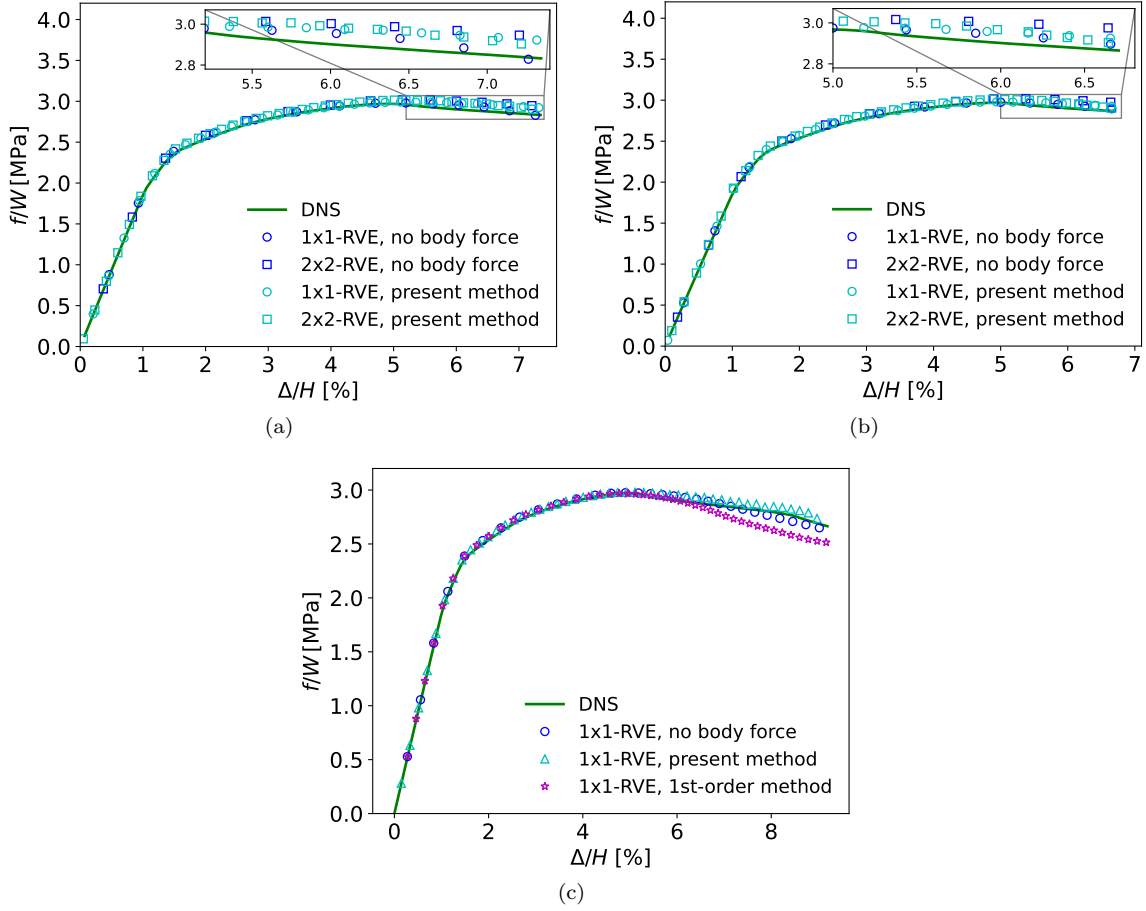 4.0
3.5
3.0
2.5
2.0
1.5
1.0
0.5
0.0
f/W [MPa]
3.0
2.8
5.5 6.0 6.5 7.0
DNS
1x1-RVE, no body force
2x2-RVE, no body force
1x1-RVE, present method
2x2-RVE, present method
0 1 2 3 4 5 6 7
Δ/H [%]
(a)
4.0
3.5
3.0
2.5
2.0
1.5
1.0
0.5
0.0
f/W [MPa]
3.0
2.8
5.0 5.5 6.0 6.5
DNS
1x1-RVE, no body force
2x2-RVE, no body force
1x1-RVE, present method
2x2-RVE, present method
0 1 2 3 4 5 6 7
Δ/H [%]
(b)
3.0
2.5
2.0
1.5
1.0
0.5
0.0
f/W [MPa]
DNS
1x1-RVE, no body force
1x1-RVE, present method
1x1-RVE, 1st-order method
0 2 4 6 8
Δ/H [%]
(c)